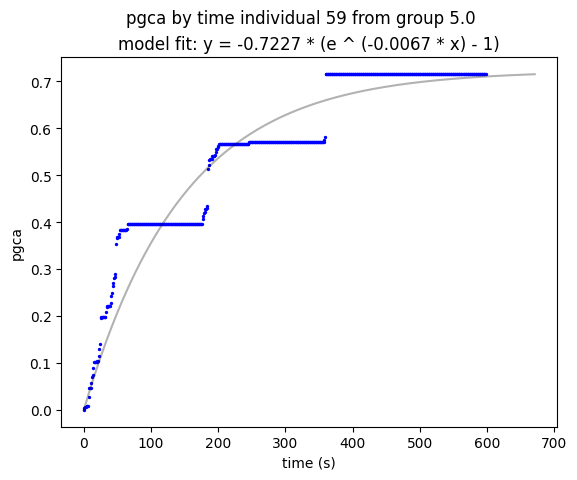 pgca by time individual 59 from group 5.0
model fit: y = -0.7227 * (e ^ (-0.0067 * x) - 1)
0.7
0.6
0.5
0.4
0.3
0.2
0.1
0.0
pgca
0 100 200 300 400 500 600 700
time (s)